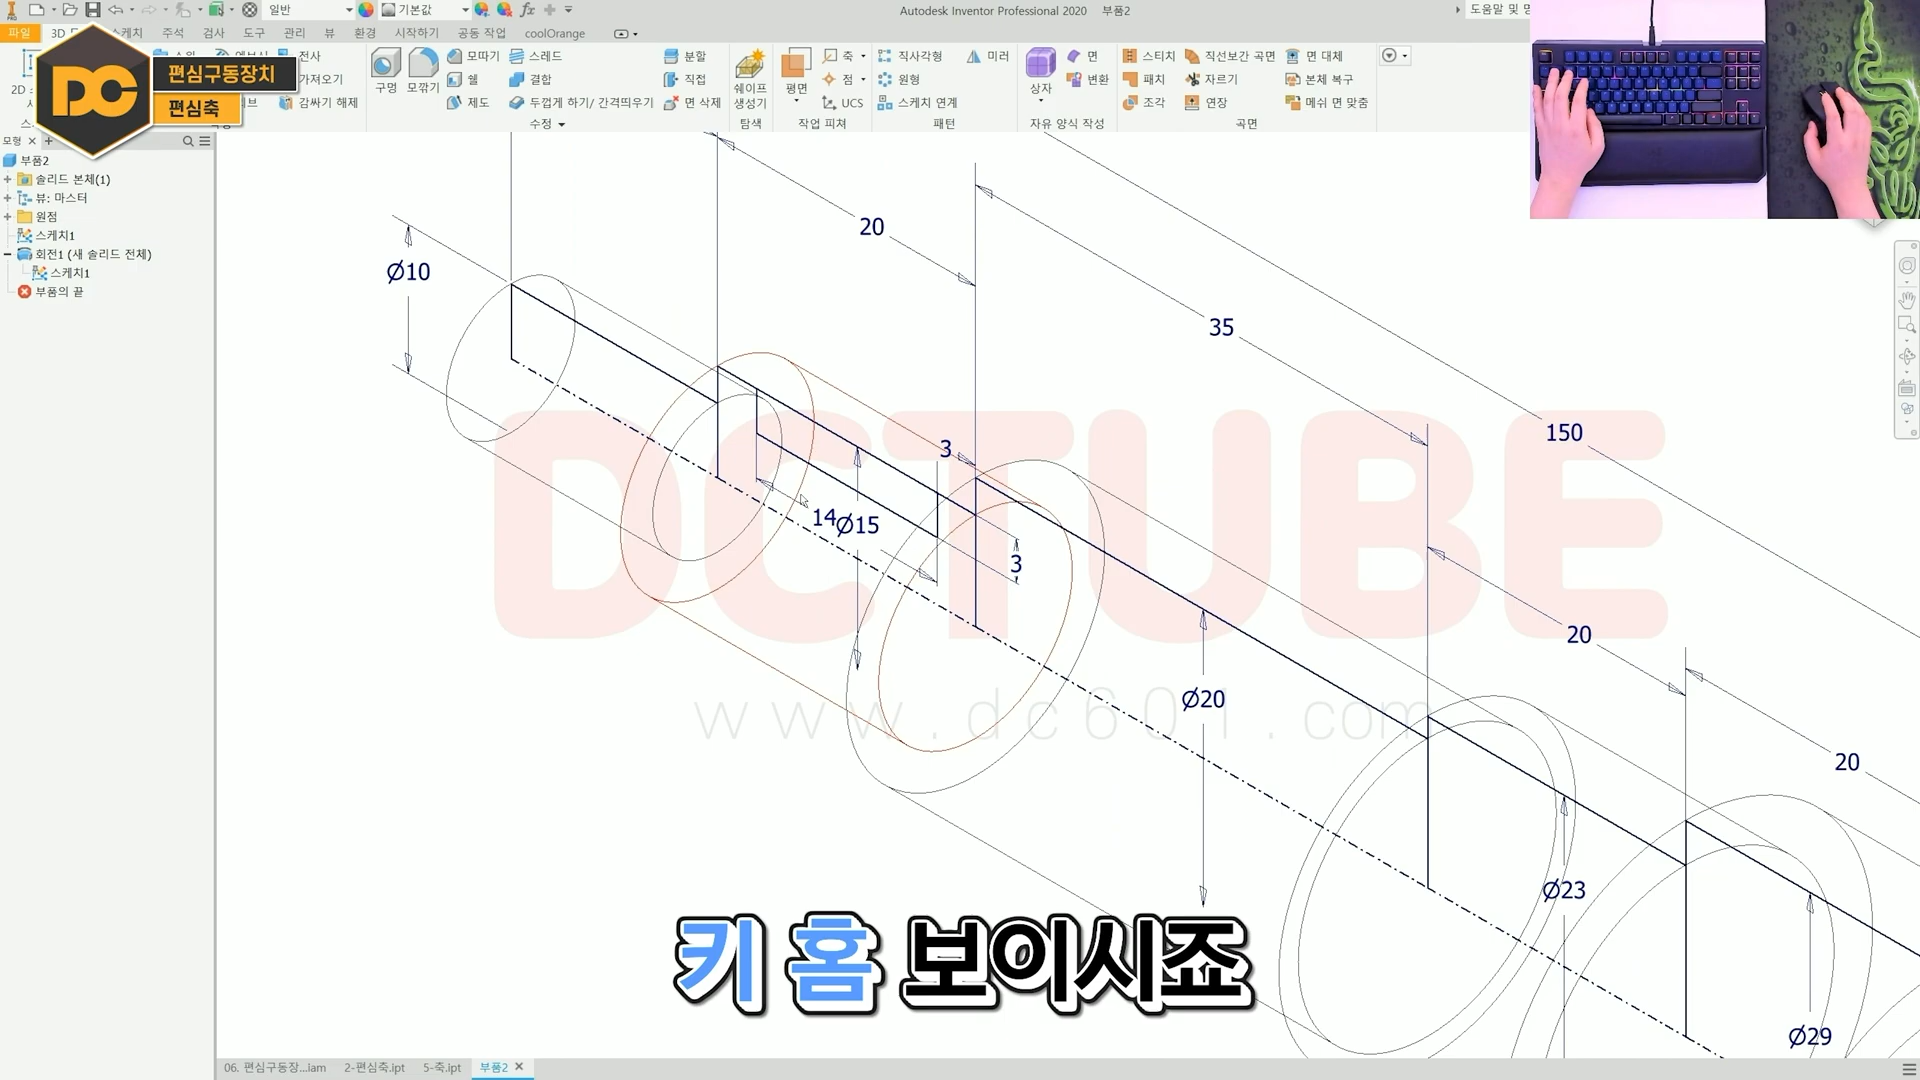 일반
기본값
Autodesk Inventor Professional 2020 부품2
도움말 및 명
파일
3D
스케치
주석
검사
도구
관리
뷰
환경
시작하기
공동 작업
coolOrange
DC
편심구동장치
편심축
전사
가져오기
감싸기 해제
구멍
모깎기
모따기
쉘
제도
스레드
결합
두껍게 하기/ 간격띄우기
분할
직접
면 삭제
수정
쉐이프
생성기
탐색
평면
축
점
UCS
작업 피쳐
직사각형
원형
스케치 연계
미러
패턴
상자
면
변환
자유 양식 작성
스티치
패치
조각
직선보간 곡면
자르기
연장
면 대체
본체 복구
메쉬 면 맞춤
곡면
모형
부품2
솔리드 본체(1)
뷰: 마스터
원점
스케치1
회전1 (새 솔리드 전체)
스케치1
부품의 끝
20
Ø10
35
150
3
14
Ø15
3
20
Ø20
20
Ø23
Ø29
DCTUBE
www.dc601.com
키 홈 보이시죠
06. 편심구동장...iam
2-편심축.ipt
5-축.ipt
부품2